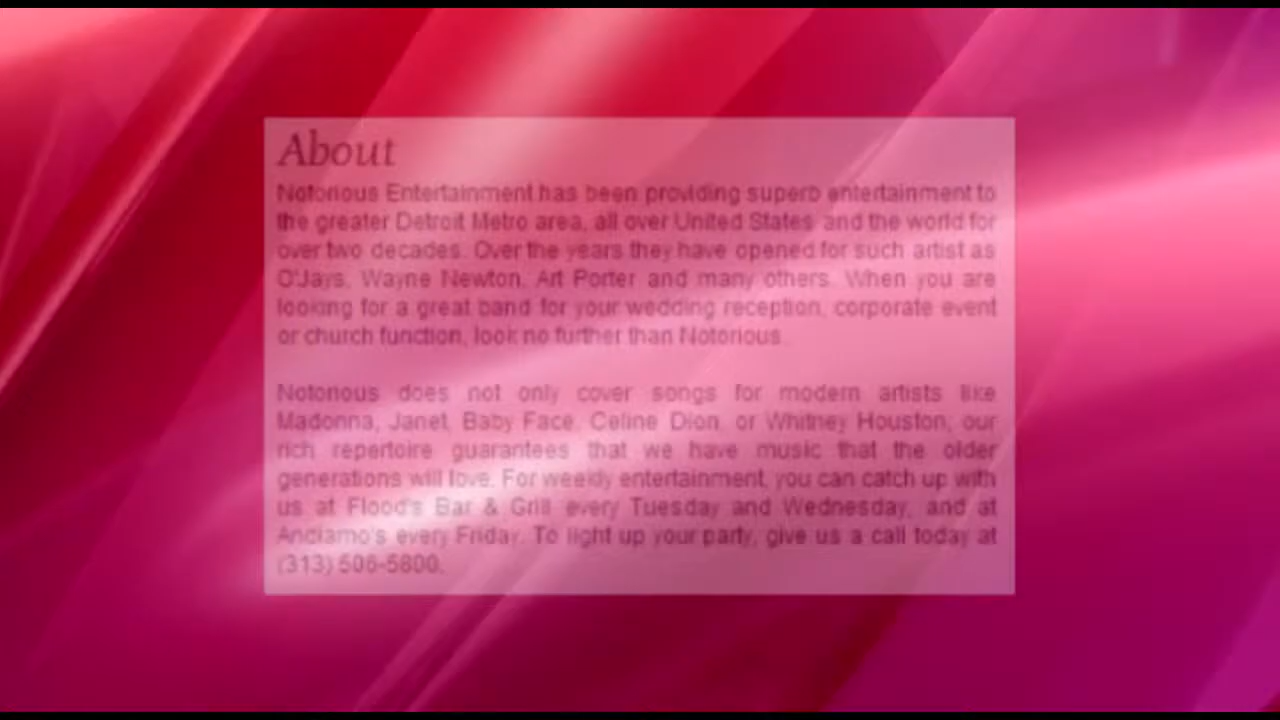 About
Notorious Entertainment has been providing superb entertainment to
the greater Detroit Metro area, all over United States and the world for
over two decades. Over the years they have opened for such artist as
O'Jays, Wayne Newton, Art Porter and many others. When you are
looking for a great band for your wedding reception, corporate event
or church function, look no further than Notorious.
Notorious does not only cover songs for modern artists like
Madonna, Janet, Baby Face, Celine Dion, or Whitney Houston; our
rich repertoire guarantees that we have music that the older
generations will love. For weekly entertainment, you can catch up with
us at Flood's Bar & Grill every Tuesday and Wednesday, and at
Anciamo's every Friday. To light up your party, give us a call today at
(313) 506-5800.